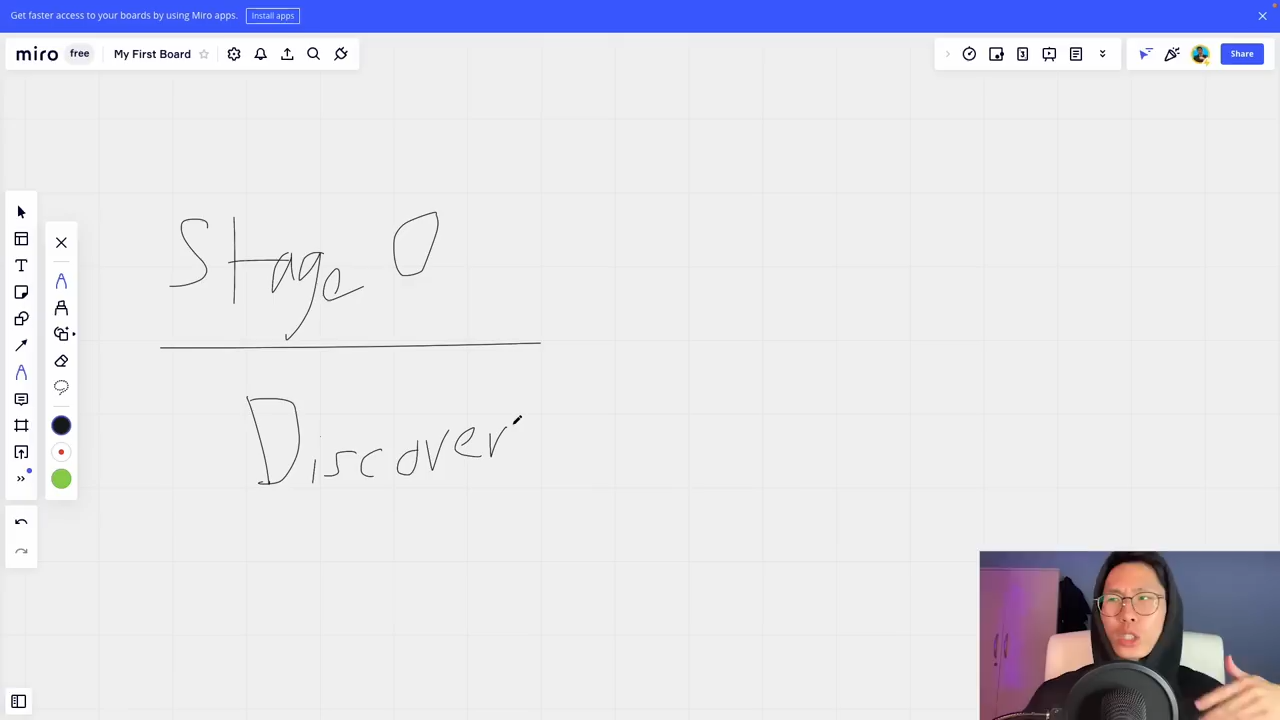 Get faster access to your boards by using Miro apps. Install apps
miro free My First Board
3
Share
Stage 0
Discover